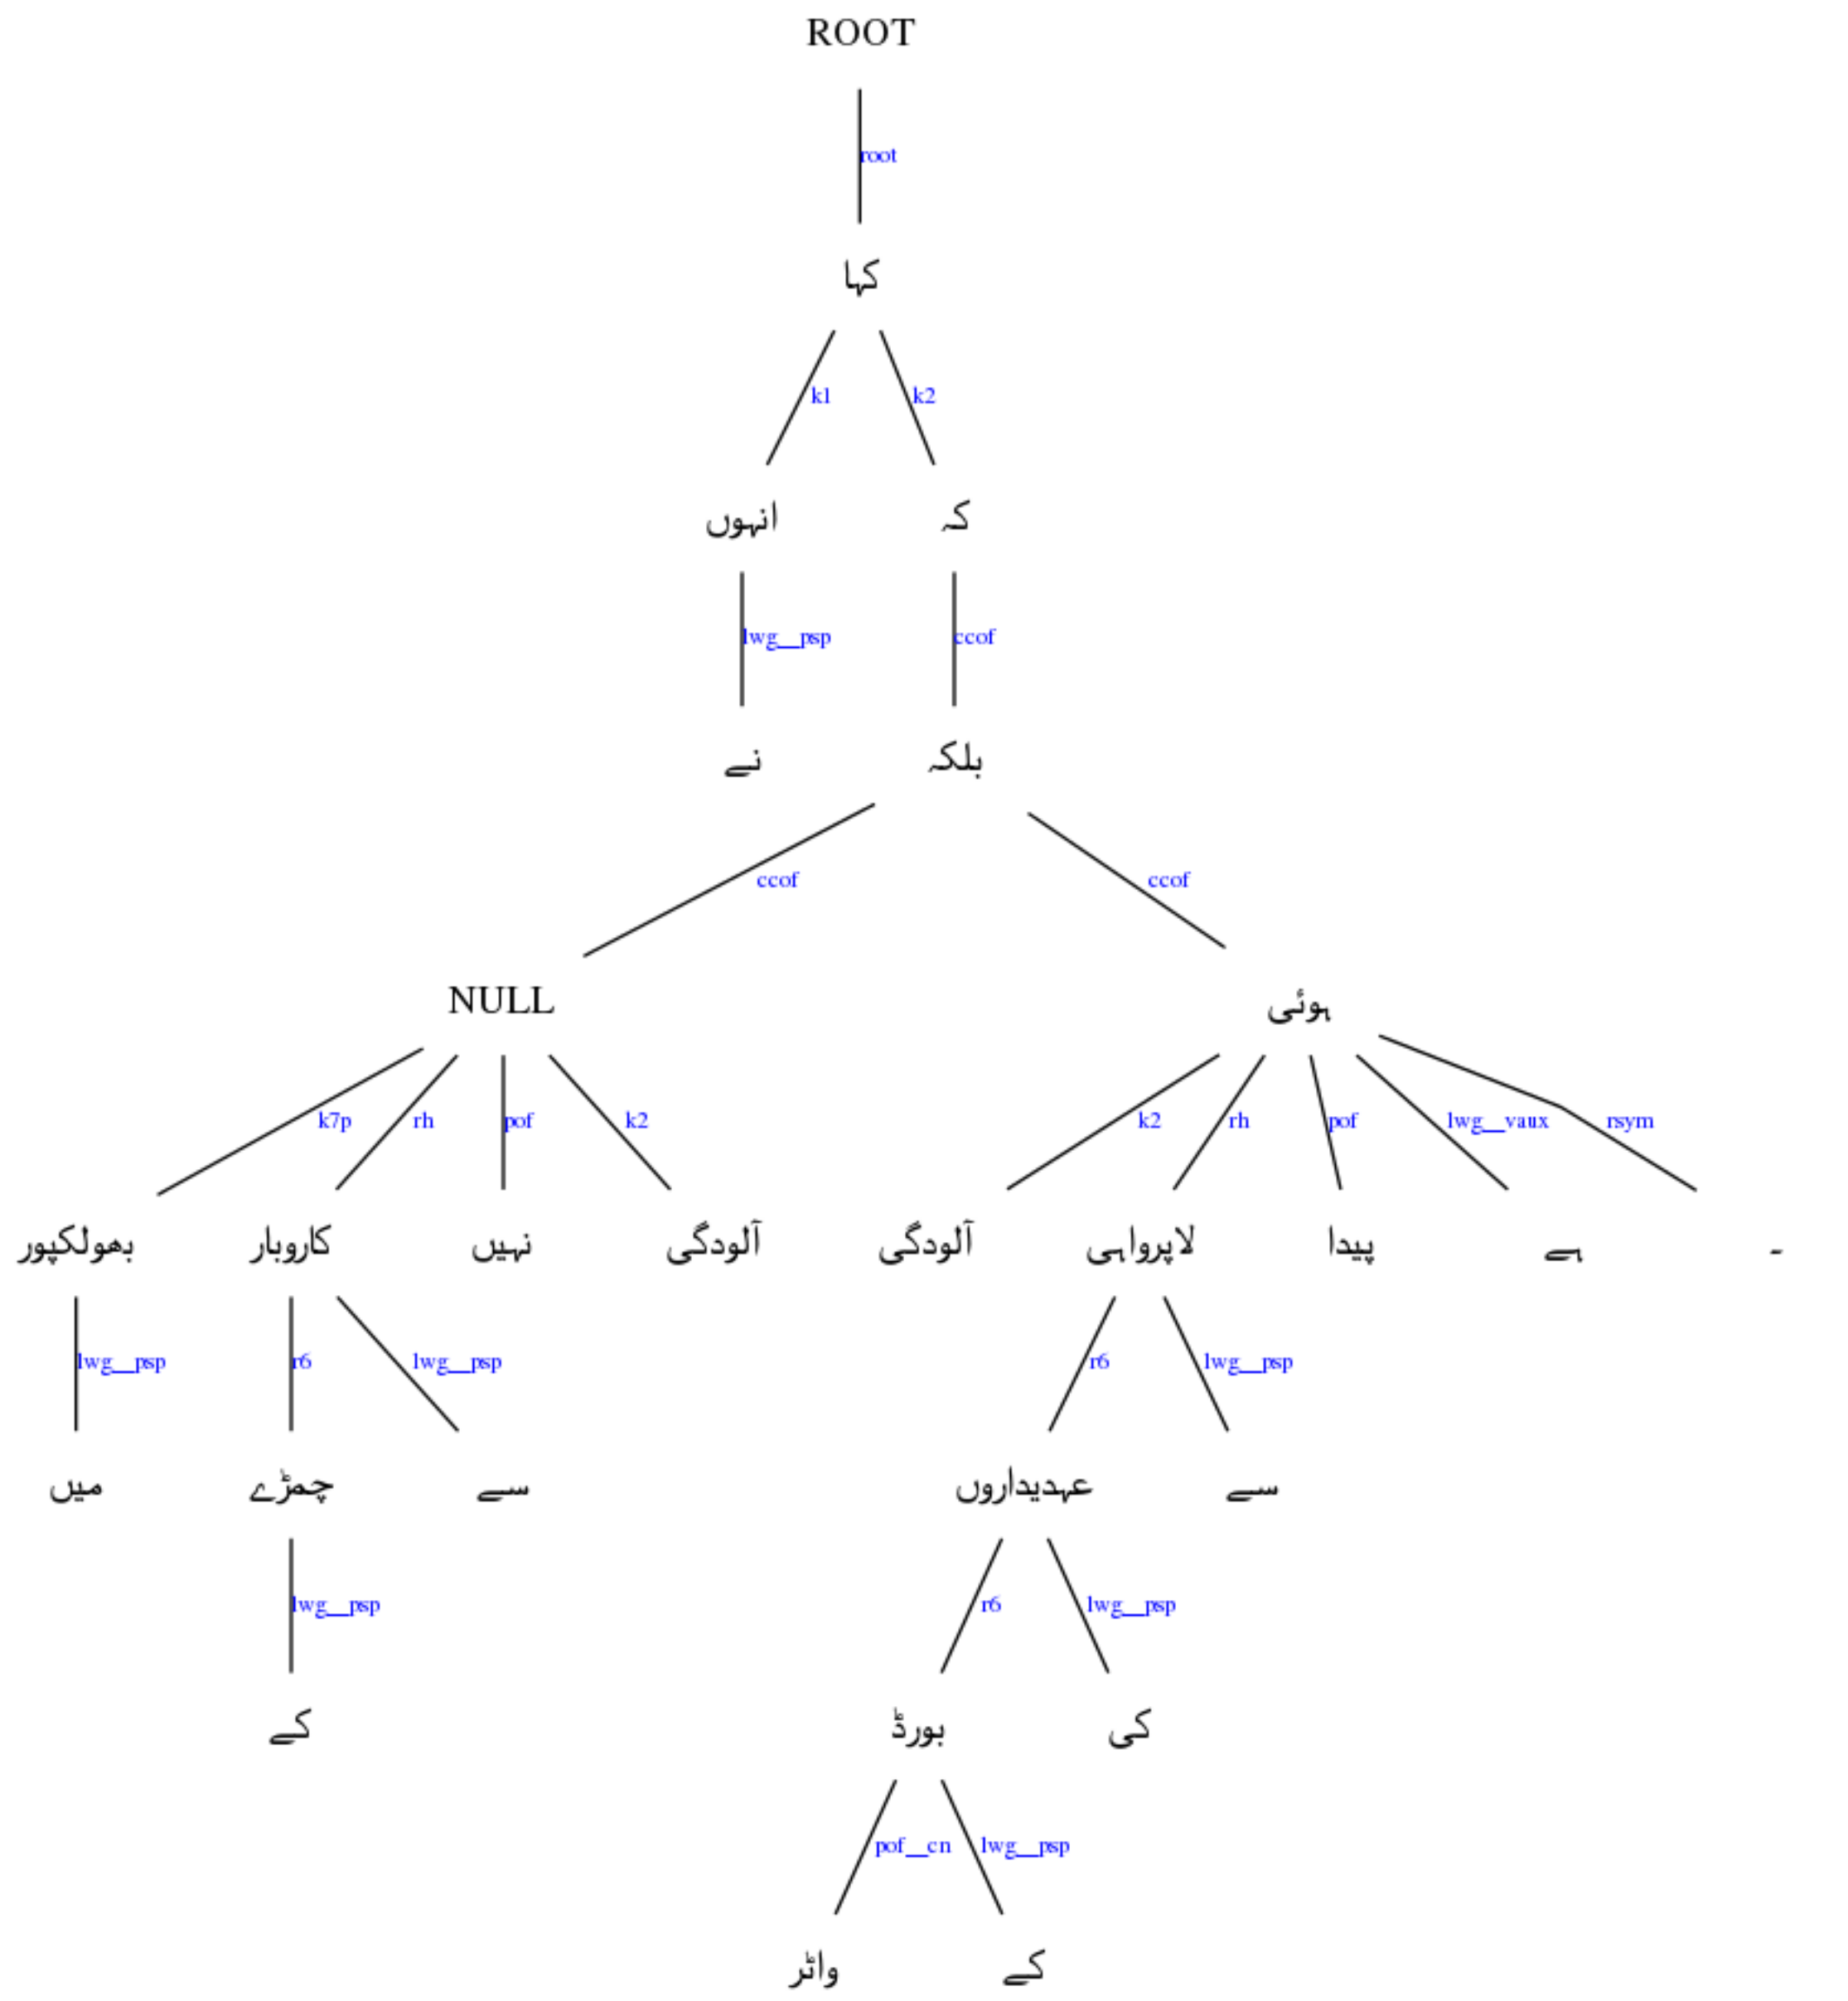 ROOT
root
کہا
k1 k2
انہوں کہ
lwg__psp ccof
نے بلکہ
ccof ccof
NULL ہوئی
k7p rh pof k2 k2 rh pof lwg__vaux rsym
بھولکپور کاروبار نہیں آلودگی آلودگی لاپرواہی پیدا ہے ۔
lwg__psp r6 lwg__psp r6 lwg__psp
میں چمڑے سے عہدیداروں سے
lwg__psp r6 lwg__psp
کے بورڈ کی
pof__cn lwg__psp
واٹر کے